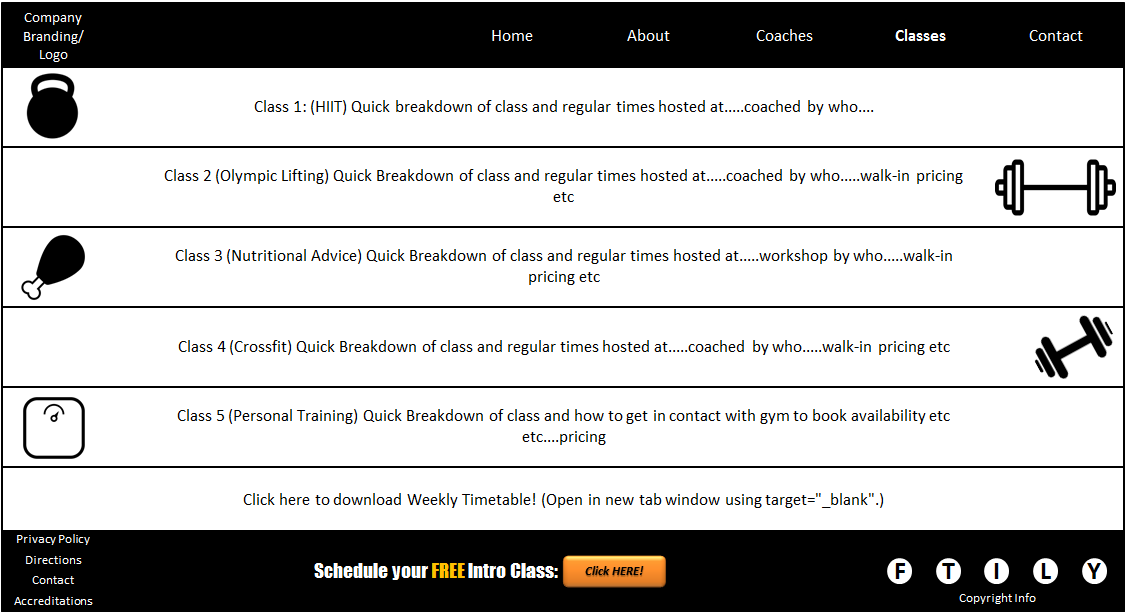 Company
Branding/
Logo
Home About Coaches Classes Contact
Class 1: (HIIT) Quick breakdown of class and regular times hosted at.....coached by who....
Class 2 (Olympic Lifting) Quick Breakdown of class and regular times hosted at.....coached by who.....walk-in pricing
etc
Class 3 (Nutritional Advice) Quick Breakdown of class and regular times hosted at.....workshop by who.....walk-in
pricing etc
Class 4 (Crossfit) Quick Breakdown of class and regular times hosted at.....coached by who.....walk-in pricing etc
Class 5 (Personal Training) Quick Breakdown of class and how to get in contact with gym to book availability etc
etc....pricing
Click here to download Weekly Timetable! (Open in new tab window using target="_blank".)
Privacy Policy
Directions
Contact
Accreditations
Schedule your FREE Intro Class: Click HERE!
F T I L Y
Copyright Info